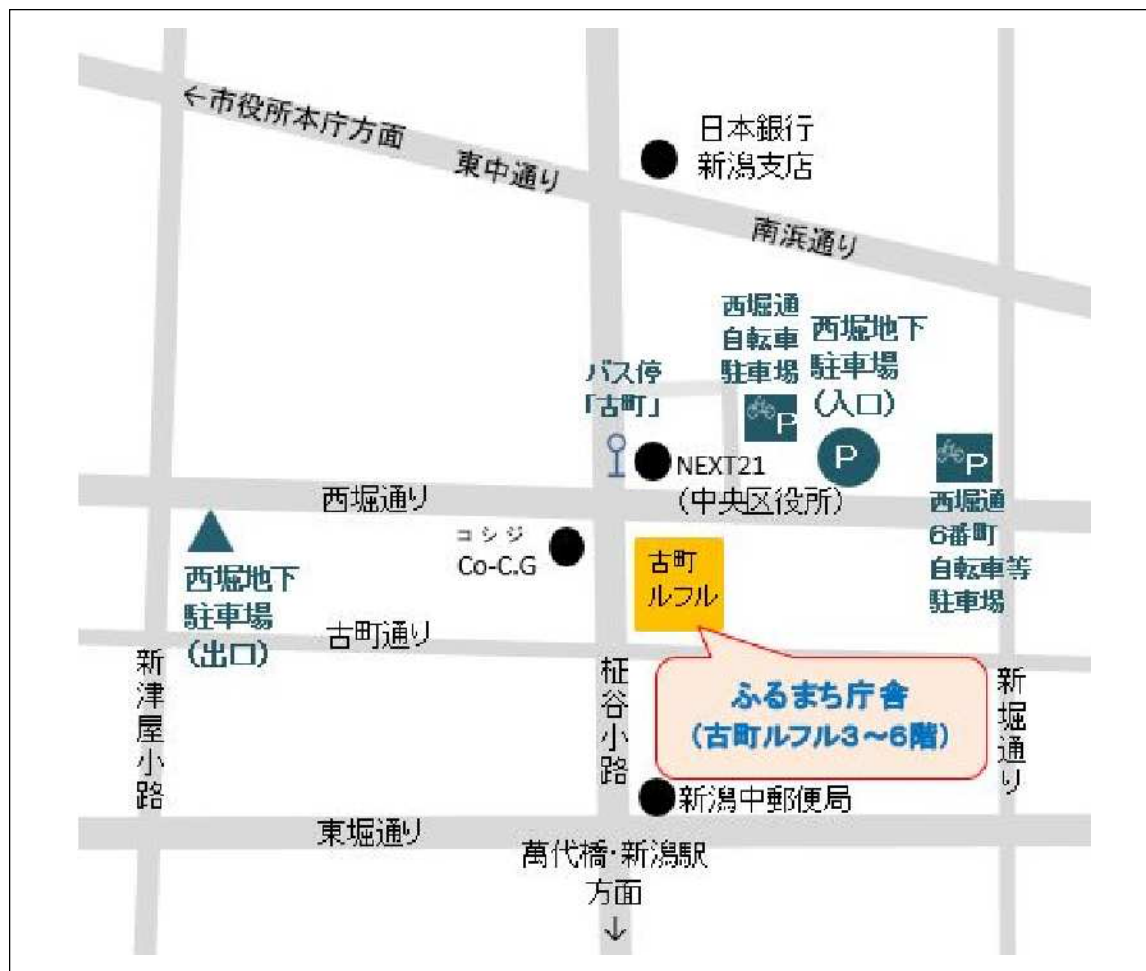 ←市役所本庁方面
東中通り
日本銀行
新潟支店
南浜通り
西堀通
自転車
駐車場
P
西堀地下
駐車場
(入口)
P
バス停
「古町」
NEXT21
(中央区役所)
P
西堀通
6番町
自転車等
駐車場
西堀通り
コシジ
Co-C.G
古町
ルフル
西堀地下
駐車場
(出口)
古町通り
新津屋小路
柾谷小路
ふるまち庁舎
(古町ルフル3~6階)
新堀通り
新潟中郵便局
東堀通り
萬代橋・新潟駅
方面
↓